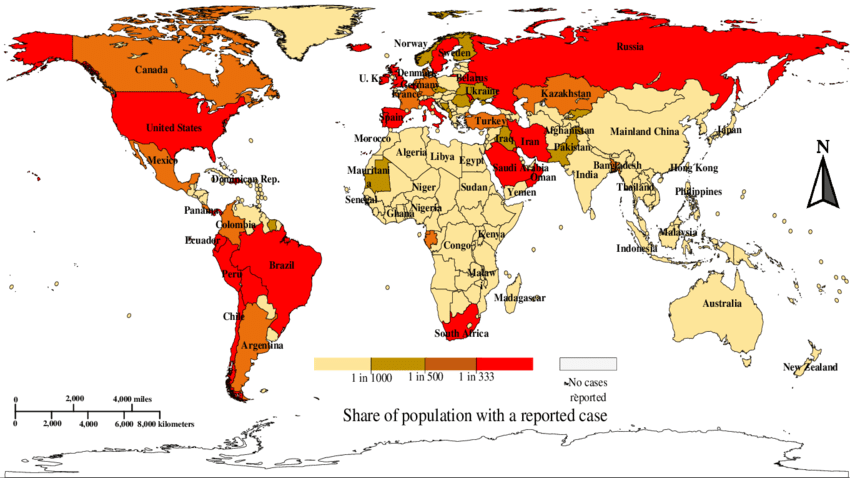 Norway
Sweden
Russia
Canada
Denmark
U. K.
Germany
Belarus
France
Ukraine
Kazakhstan
Spain
Turkey
United States
Afghanistan
Mainland China
Japan
Morocco
Iraq
Iran
Pakistan
Algeria
Libya
Egypt
Mexico
Mauritani
a
Saudi Arabia
Bangladesh
Hong Kong
India
Oman
Dominican Rep.
Niger
Sudan
Yemen
Thailand
Philippines
Senegal
Panama
Ghana
Nigeria
Colombia
Kenya
Malaysia
Ecuador
Congo
Indonesia
Brazil
Peru
Malaw
Madagascar
Australia
Chile
South Africa
Argentina
New Zealand
N
1 in 1000
1 in 500
1 in 333
No cases
reported
Share of population with a reported case
0
2,000
4,000 miles
0
2,000
4,000
6,000
8,000 kilometers